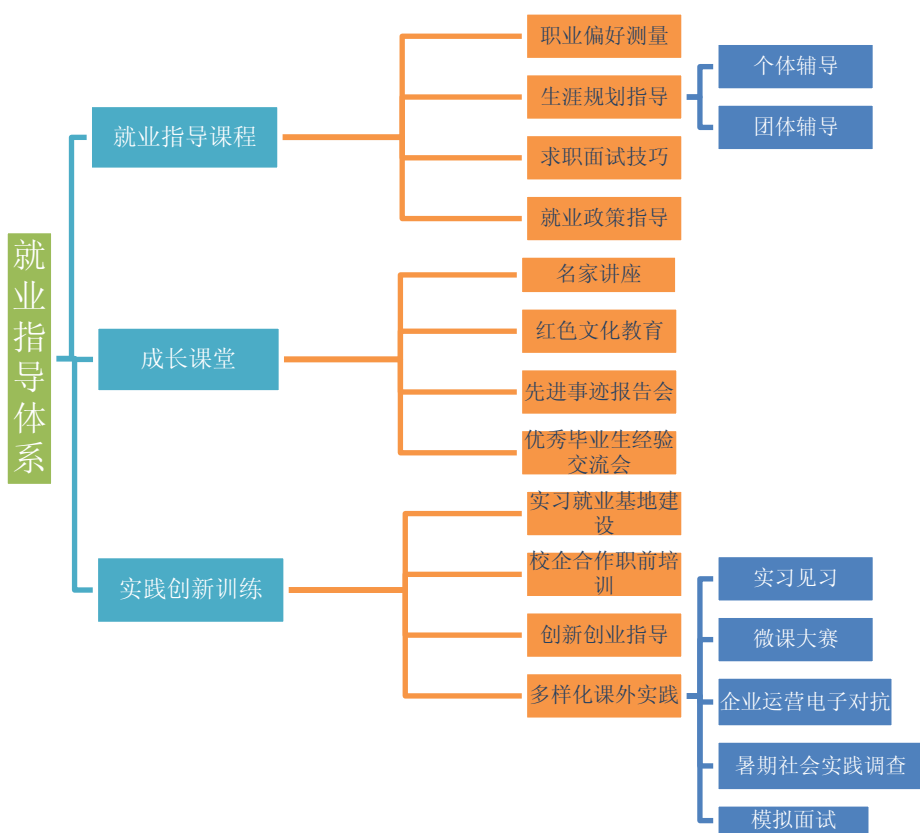 就业指导体系
就业指导课程
职业偏好测量
生涯规划指导
个体辅导
团体辅导
求职面试技巧
就业政策指导
成长课堂
名家讲座
红色文化教育
先进事迹报告会
优秀毕业生经验
交流会
实践创新训练
实习就业基地建
设
校企合作职前培
训
创新创业指导
多样化课外实践
实习见习
微课大赛
企业运营电子对抗
暑期社会实践调查
模拟面试